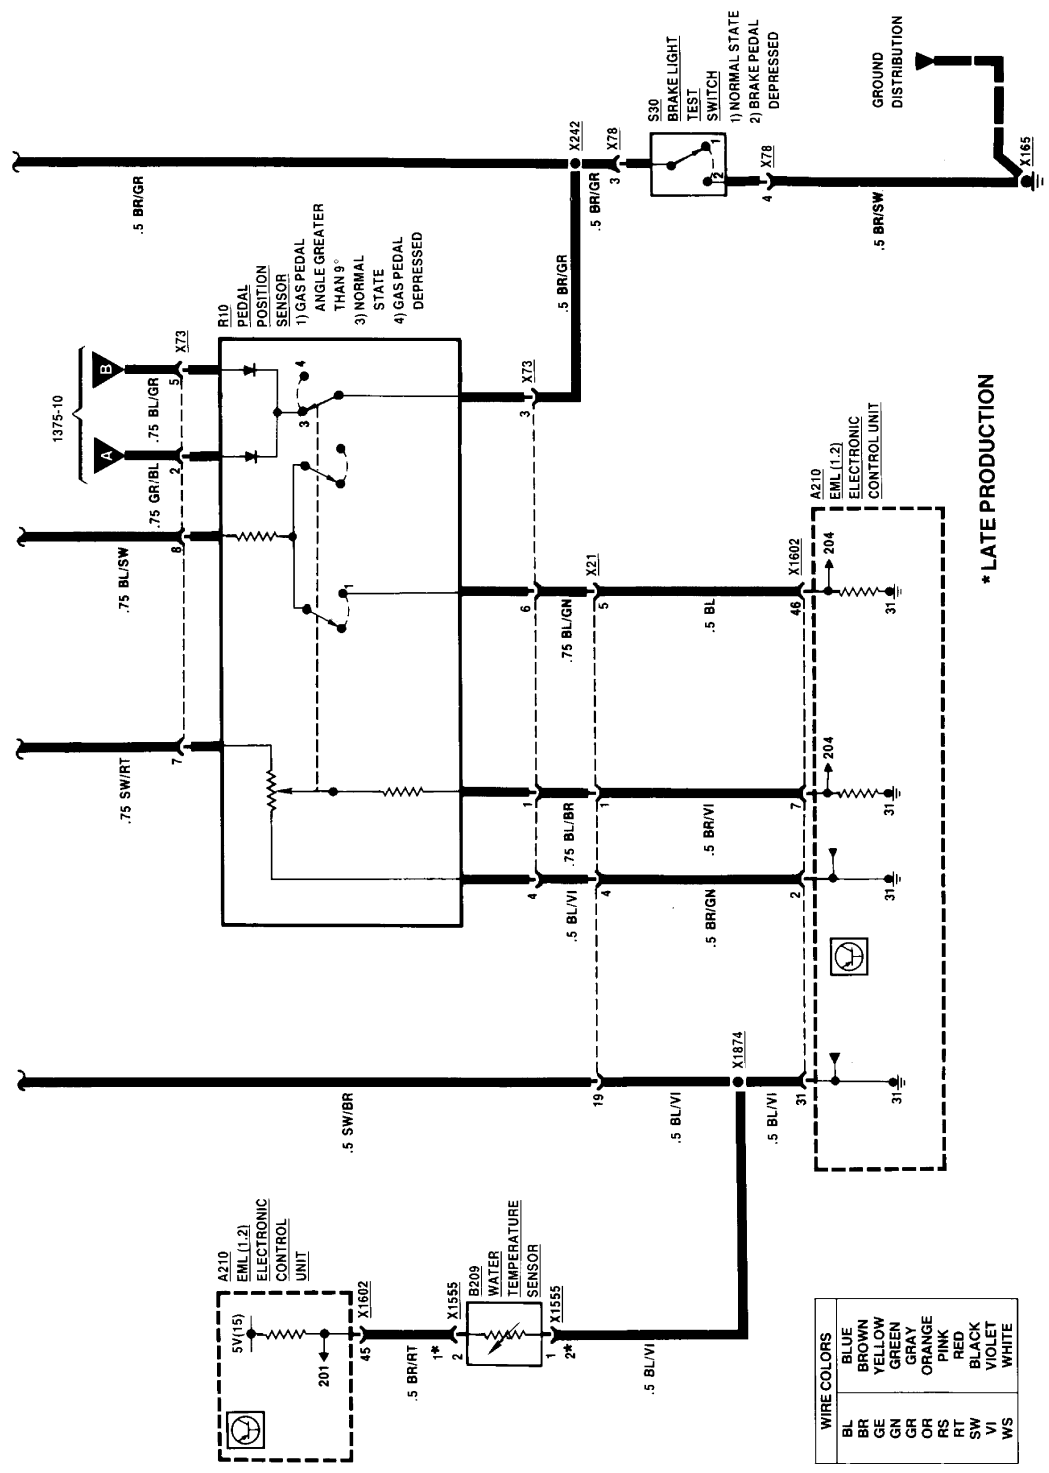 A210
EML (1.2)
ELECTRONIC
CONTROL
UNIT
5V(15)
201
45
X1602
.5 BR/RT
1*
2
X1555
B209
WATER
TEMPERATURE
SENSOR
1
2*
X1555
.5 BL/VI
WIRE COLORS
BL BLUE
BR BROWN
GE YELLOW
GN GREEN
GR GRAY
OR ORANGE
RS PINK
RT RED
SW BLACK
VI VIOLET
WS WHITE
.5 SW/BR
19
.5 BL/VI
X1874
.5 BL/VI
31
31
.75 SW/RT
7
.75 BL/SW
8
1375-10
A
B
.75 GR/BL
2
.75 BL/GR
5
X73
R10
PEDAL
POSITION
SENSOR
1) GAS PEDAL
ANGLE GREATER
THAN 9°
3) NORMAL
STATE
4) GAS PEDAL
DEPRESSED
1
3
4
4
1
6
3
X73
.5 BL/VI
.75 BL/BR
.75 BL/GN
4
1
5
X21
.5 BR/GN
.5 BR/VI
.5 BL
2
7
46
X1602
204
204
31
31
31
A210
EML (1.2)
ELECTRONIC
CONTROL UNIT
.5 BR/GR
.5 BR/GR
X242
.5 BR/GR
3
X78
S30
BRAKE LIGHT
TEST
SWITCH
1) NORMAL STATE
2) BRAKE PEDAL
DEPRESSED
1
2
4
X78
.5 BR/SW
GROUND
DISTRIBUTION
X165
* LATE PRODUCTION